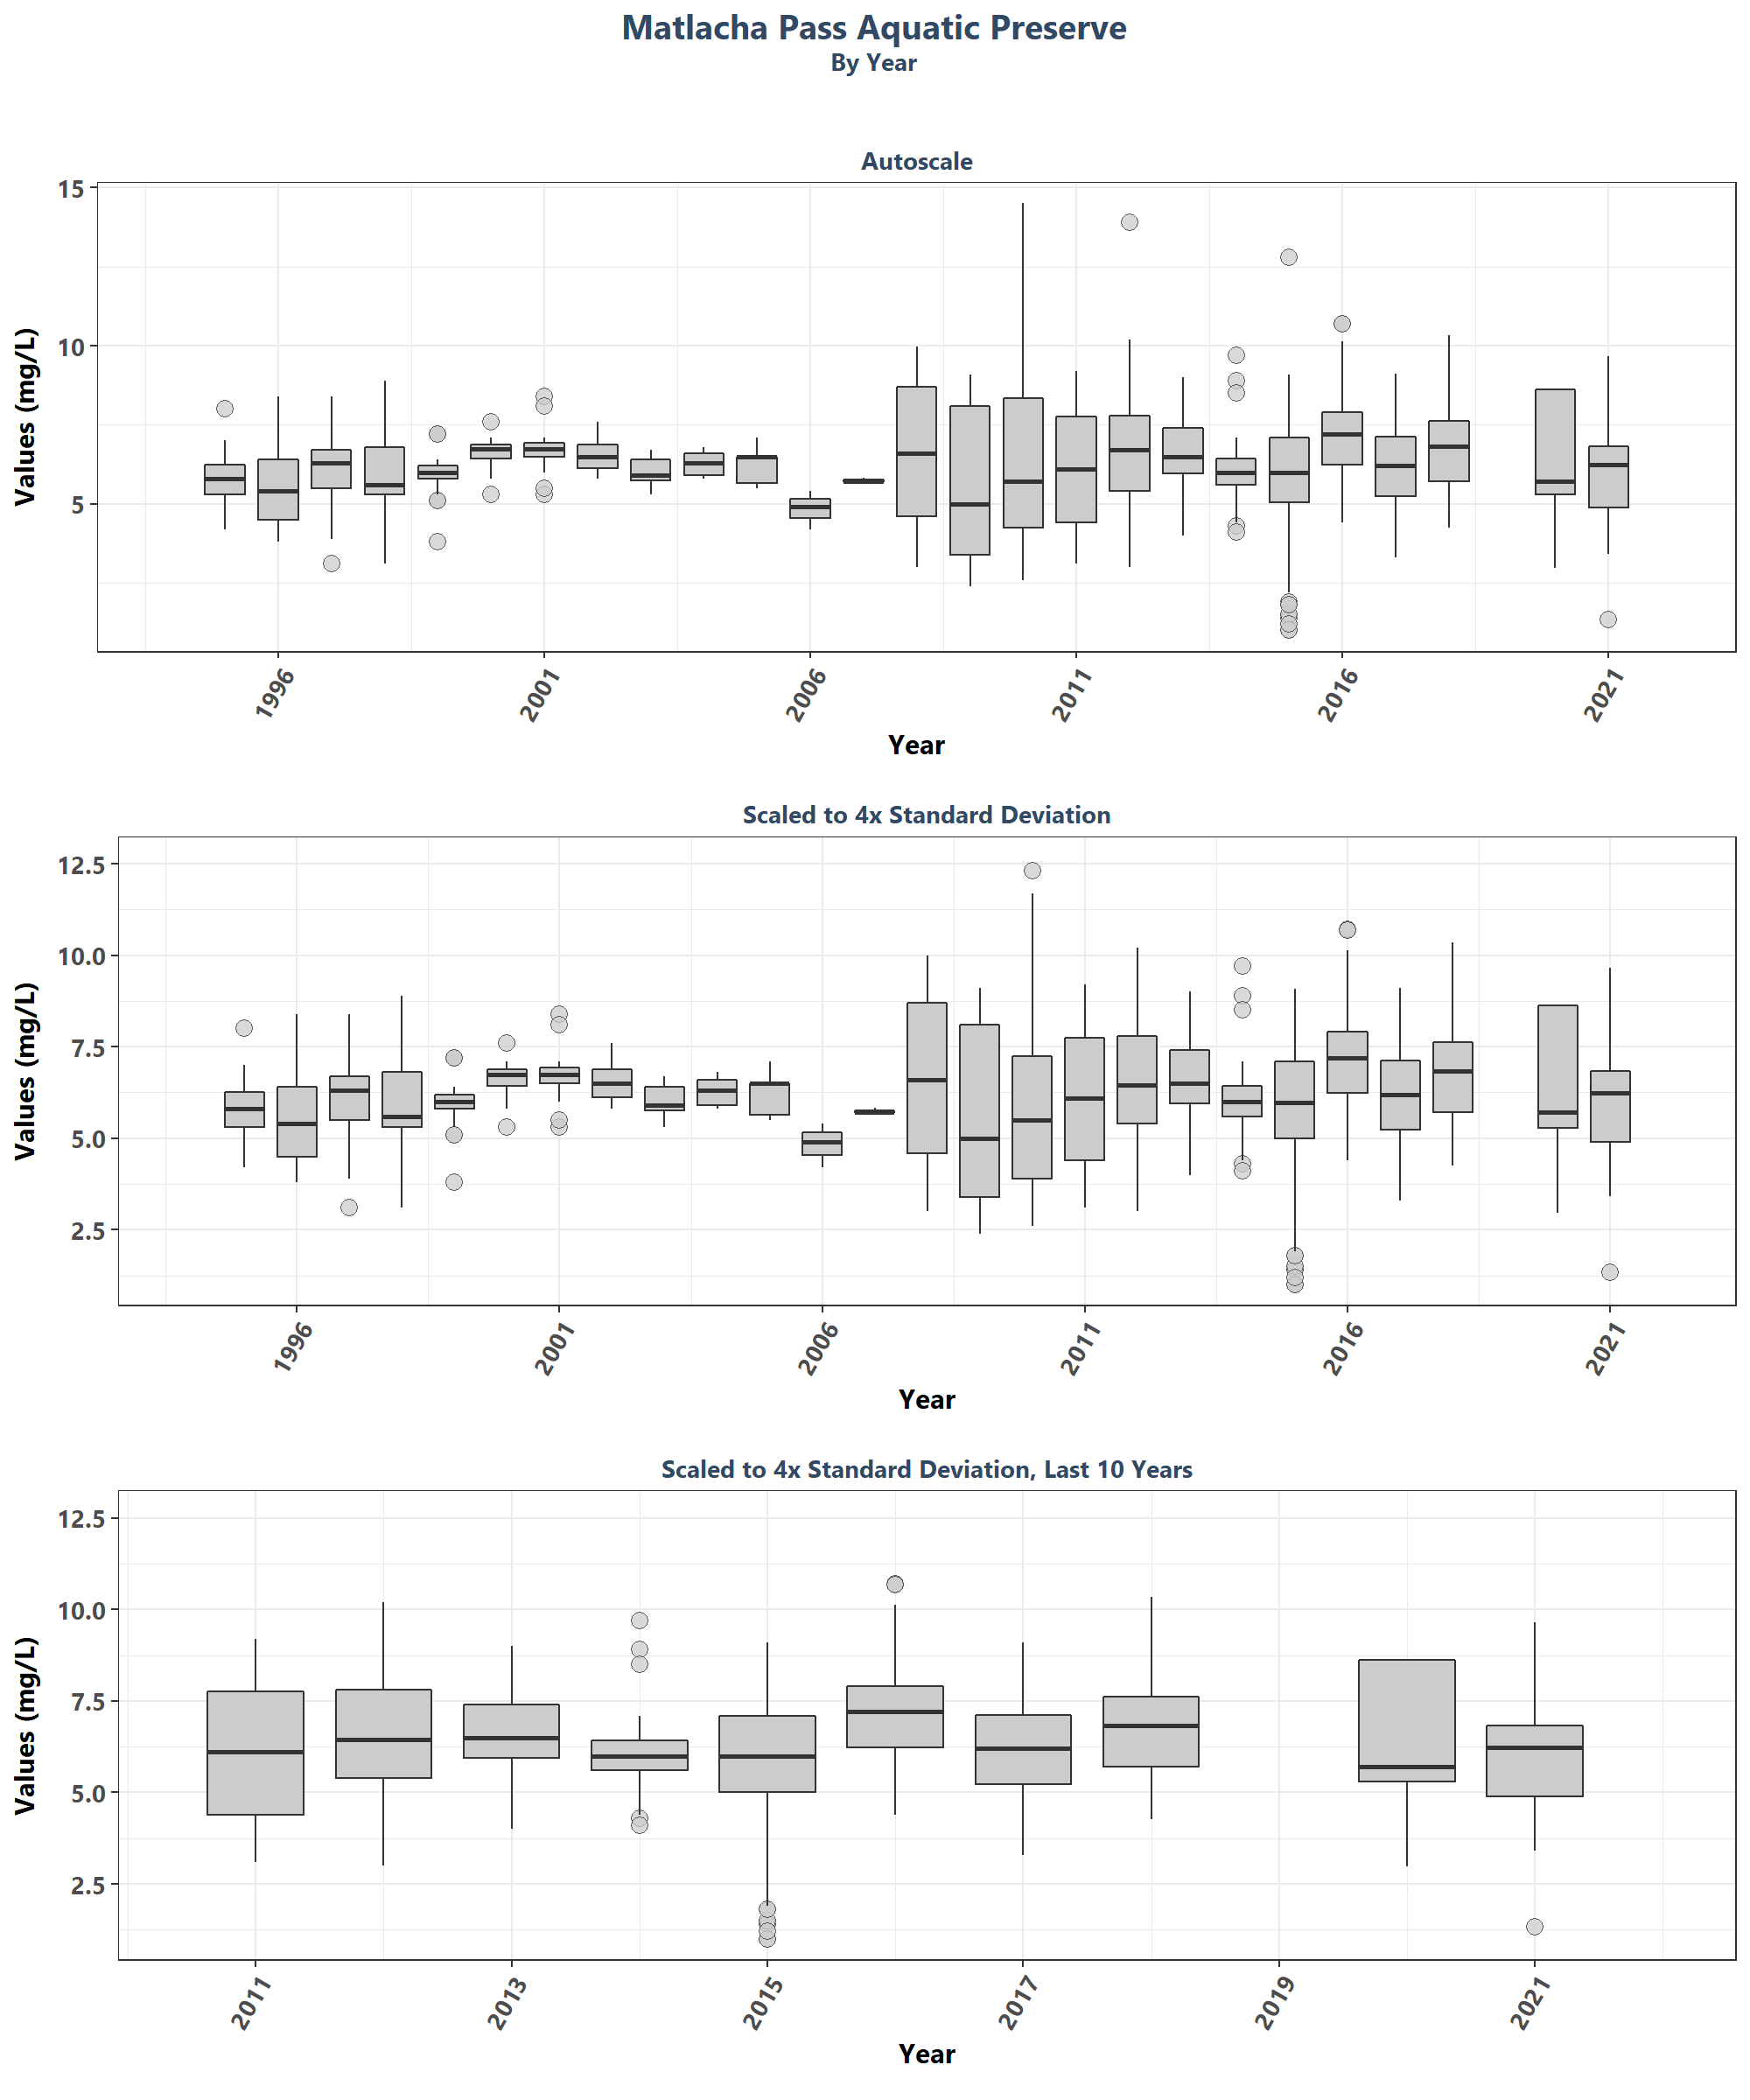 Matlacha Pass Aquatic Preserve
By Year
Autoscale
Values (mg/L)
15
10
5
1996
2001
2006
2011
2016
2021
Year
Scaled to 4x Standard Deviation
Values (mg/L)
12.5
10.0
7.5
5.0
2.5
1996
2001
2006
2011
2016
2021
Year
Scaled to 4x Standard Deviation, Last 10 Years
Values (mg/L)
12.5
10.0
7.5
5.0
2.5
2011
2013
2015
2017
2019
2021
Year